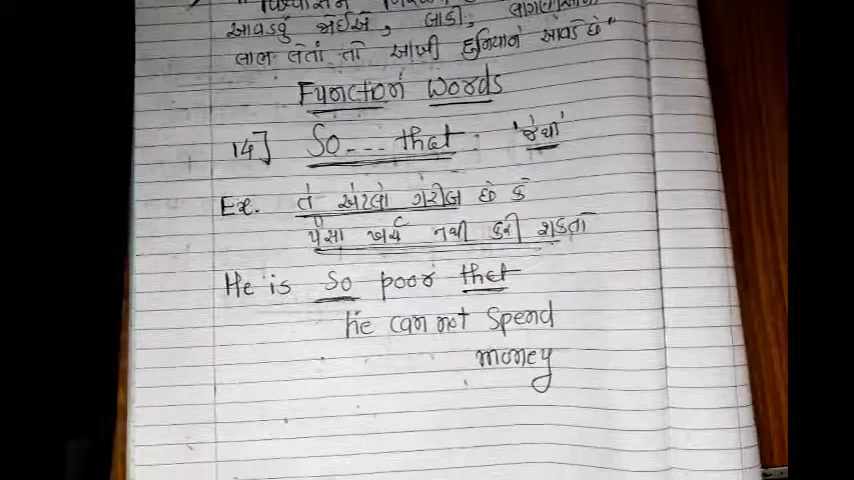 આવડવું જોઈએ, બાકી,
લાભ લેતાં તો આખી દુનિયાને આવડે છે"
Function Words
14] So --- that : 'જેથી'
Ex. તે એટલો ગરીબ છે કે
પૈસા ખર્ચ નથી કરી શકતો
He is so poor that
he can not spend
money